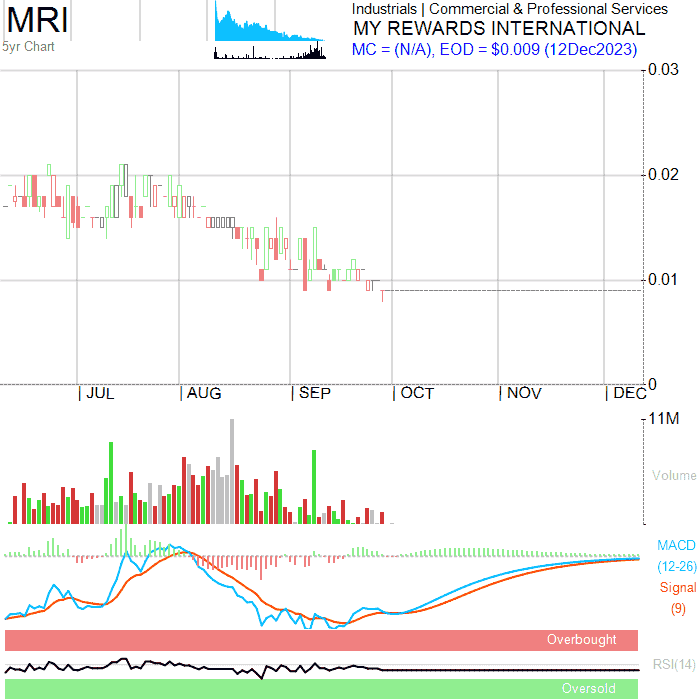 MRI
5yr Chart
Industrials | Commercial & Professional Services
MY REWARDS INTERNATIONAL
MC = (N/A), EOD = $0.009 (12Dec2023)
0.03
0.02
0.01
0
| JUL | AUG | SEP | OCT | NOV | DEC
11M
Volume
MACD
(12-26)
Signal
(9)
Overbought
RSI(14)
Oversold